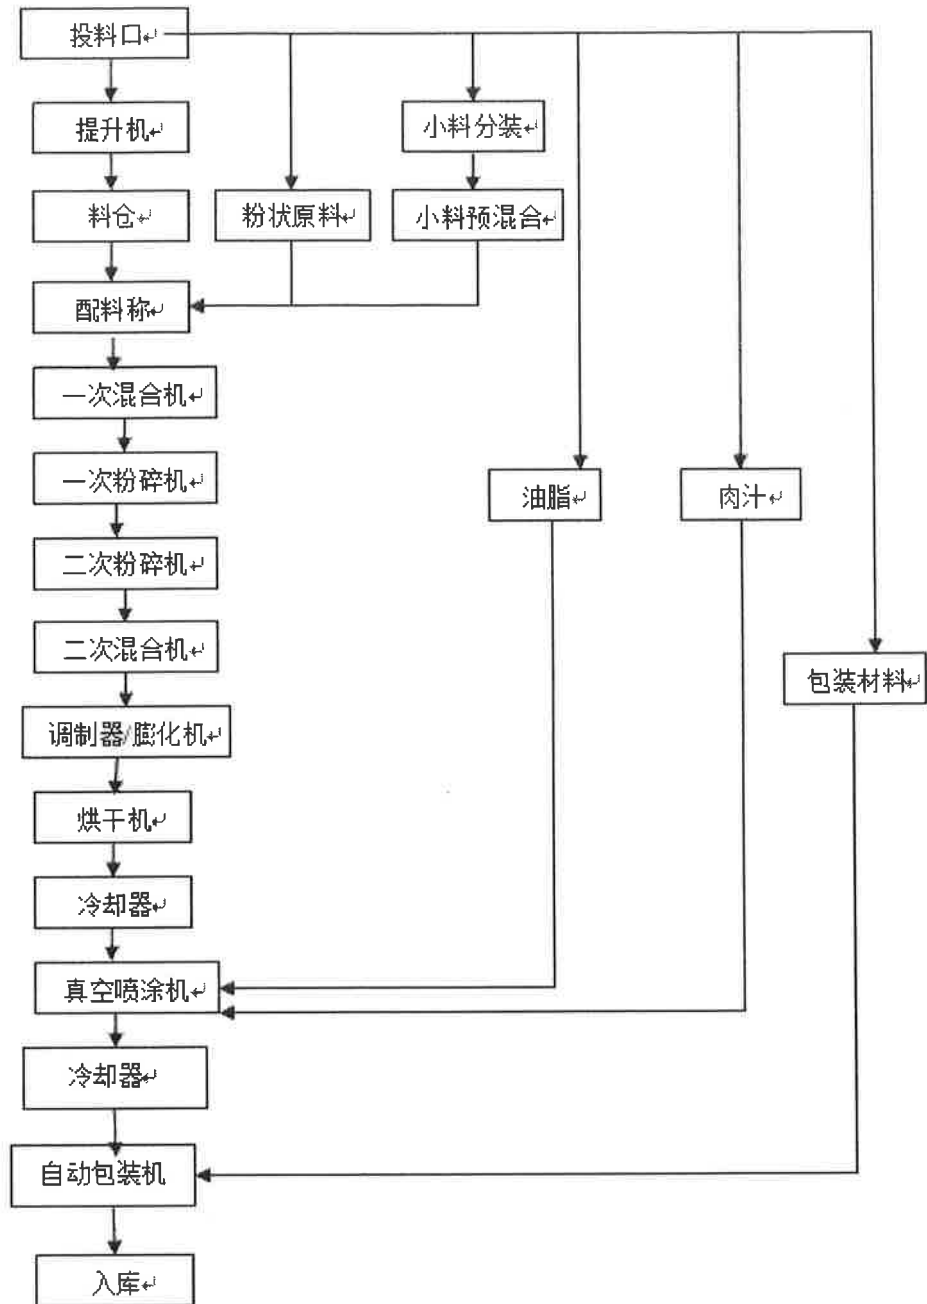 投料口
提升机
小料分装
料仓
粉状原料
小料预混合
配料称
一次混合机
一次粉碎机
油脂
肉汁
二次粉碎机
二次混合机
包装材料
调制器/膨化机
烘干机
冷却器
真空喷涂机
冷却器
自动包装机
入库